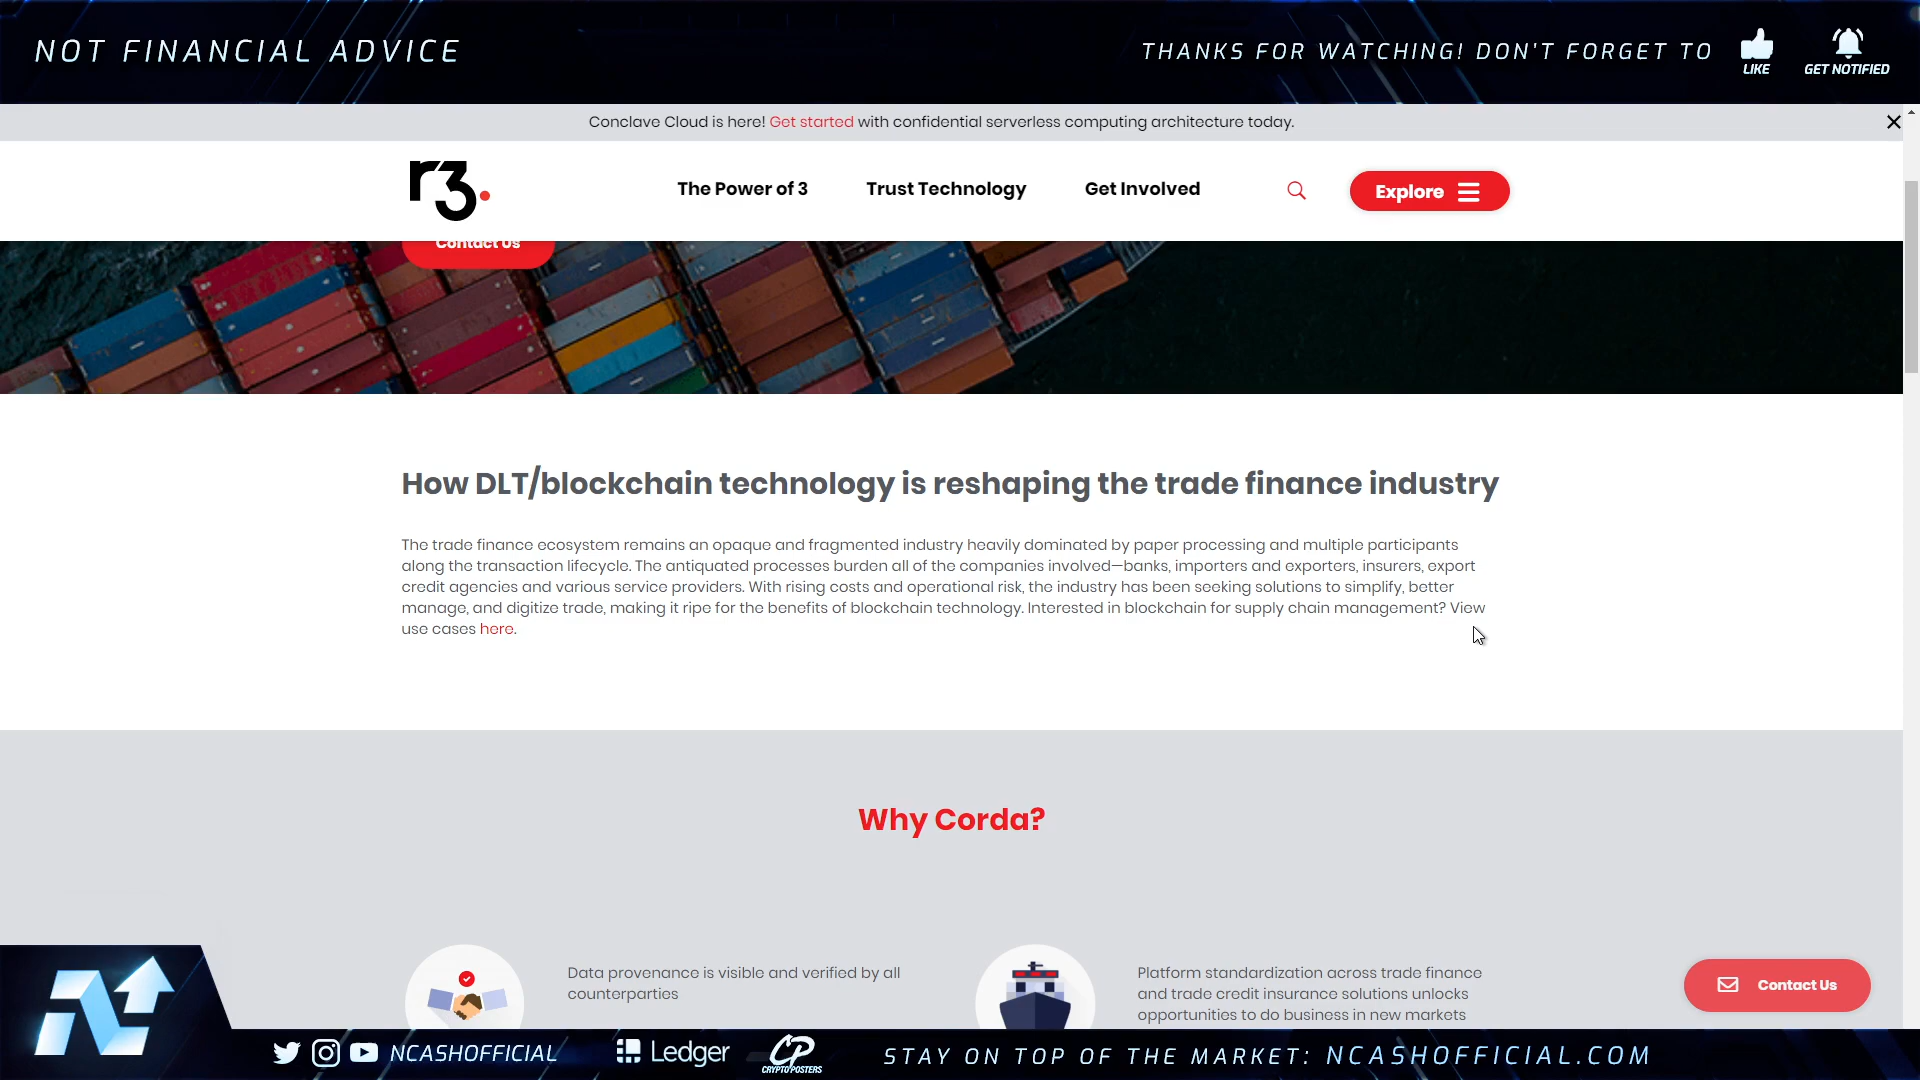 NOT FINANCIAL ADVICE
THANKS FOR WATCHING! DON'T FORGET TO
LIKE
GET NOTIFIED
Conclave Cloud is here! Get started with confidential serverless computing architecture today.
r3.
The Power of 3
Trust Technology
Get Involved
Explore
Contact Us
How DLT/blockchain technology is reshaping the trade finance industry
The trade finance ecosystem remains an opaque and fragmented industry heavily dominated by paper processing and multiple participants
along the transaction lifecycle. The antiquated processes burden all of the companies involved—banks, importers and exporters, insurers, export
credit agencies and various service providers. With rising costs and operational risk, the industry has been seeking solutions to simplify, better
manage, and digitize trade, making it ripe for the benefits of blockchain technology. Interested in blockchain for supply chain management? View
use cases here.
Why Corda?
Data provenance is visible and verified by all
counterparties
Platform standardization across trade finance
and trade credit insurance solutions unlocks
opportunities to do business in new markets
Contact Us
NCASHOFFICIAL
Ledger
CP
CRYPTOPOSTERS
STAY ON TOP OF THE MARKET: NCASHOFFICIAL.COM